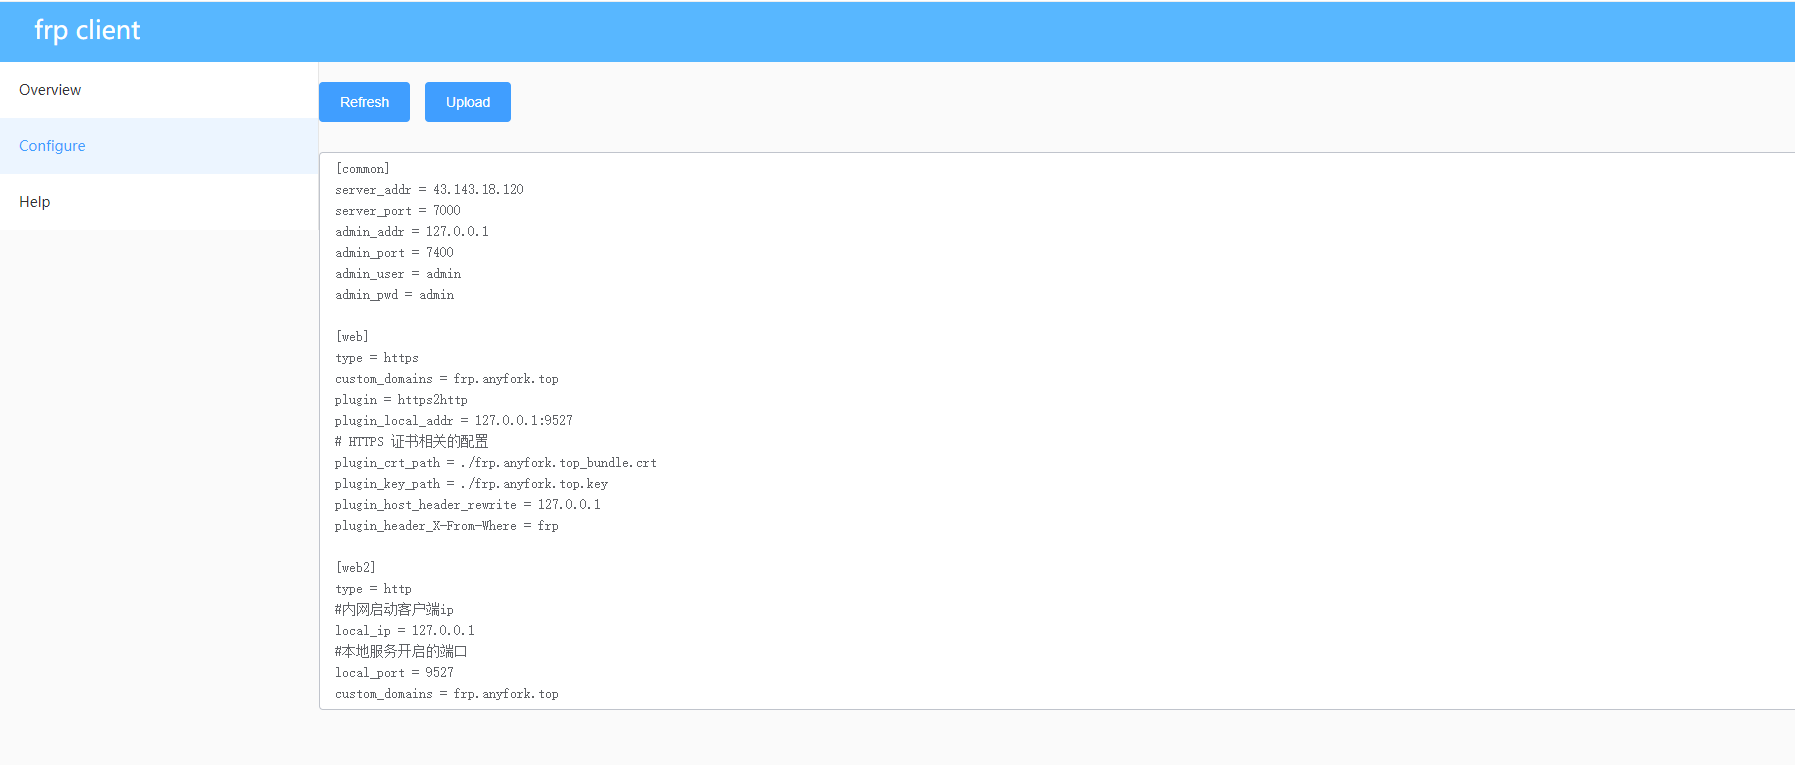 frp client
Overview
Configure
Help
Refresh
Upload
[common]
server_addr = 43.143.18.120
server_port = 7000
admin_addr = 127.0.0.1
admin_port = 7400
admin_user = admin
admin_pwd = admin
[web]
type = https
custom_domains = frp.anyfork.top
plugin = https2http
plugin_local_addr = 127.0.0.1:9527
# HTTPS 证书相关的配置
plugin_crt_path = ./frp.anyfork.top_bundle.crt
plugin_key_path = ./frp.anyfork.top.key
plugin_host_header_rewrite = 127.0.0.1
plugin_header_X-From-Where = frp
[web2]
type = http
#内网启动客户端ip
local_ip = 127.0.0.1
#本地服务开启的端口
local_port = 9527
custom_domains = frp.anyfork.top